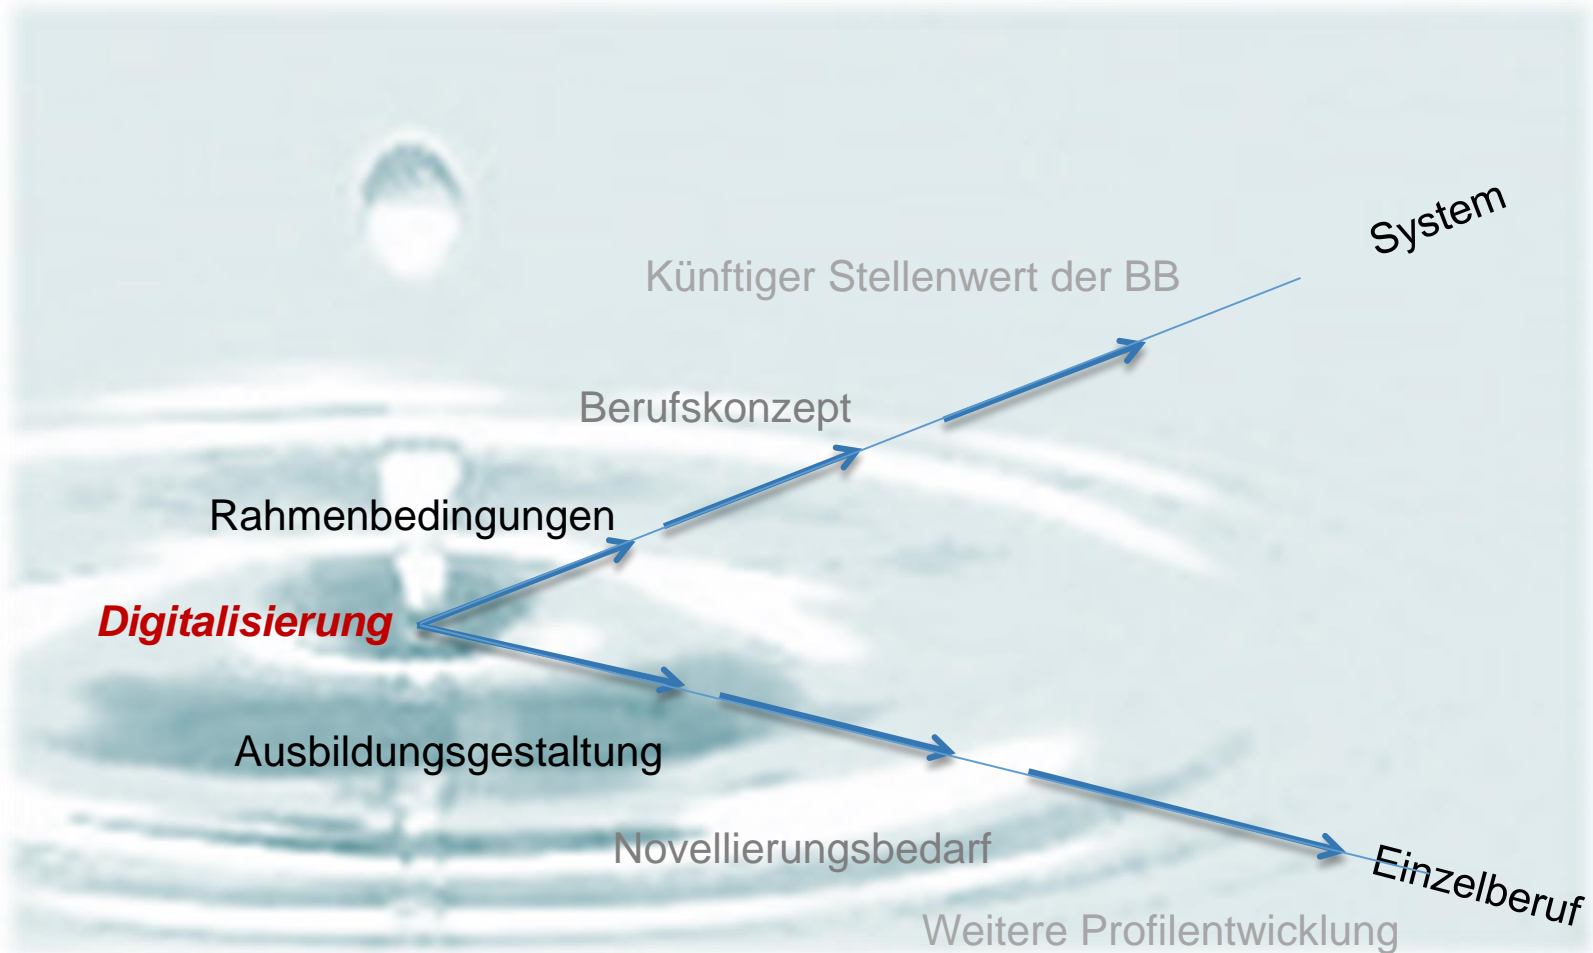 System
Künftiger Stellenwert der BB
Berufskonzept
Rahmenbedingungen
Digitalisierung
Ausbildungsgestaltung
Novellierungsbedarf
Einzelberuf
Weitere Profilentwicklung